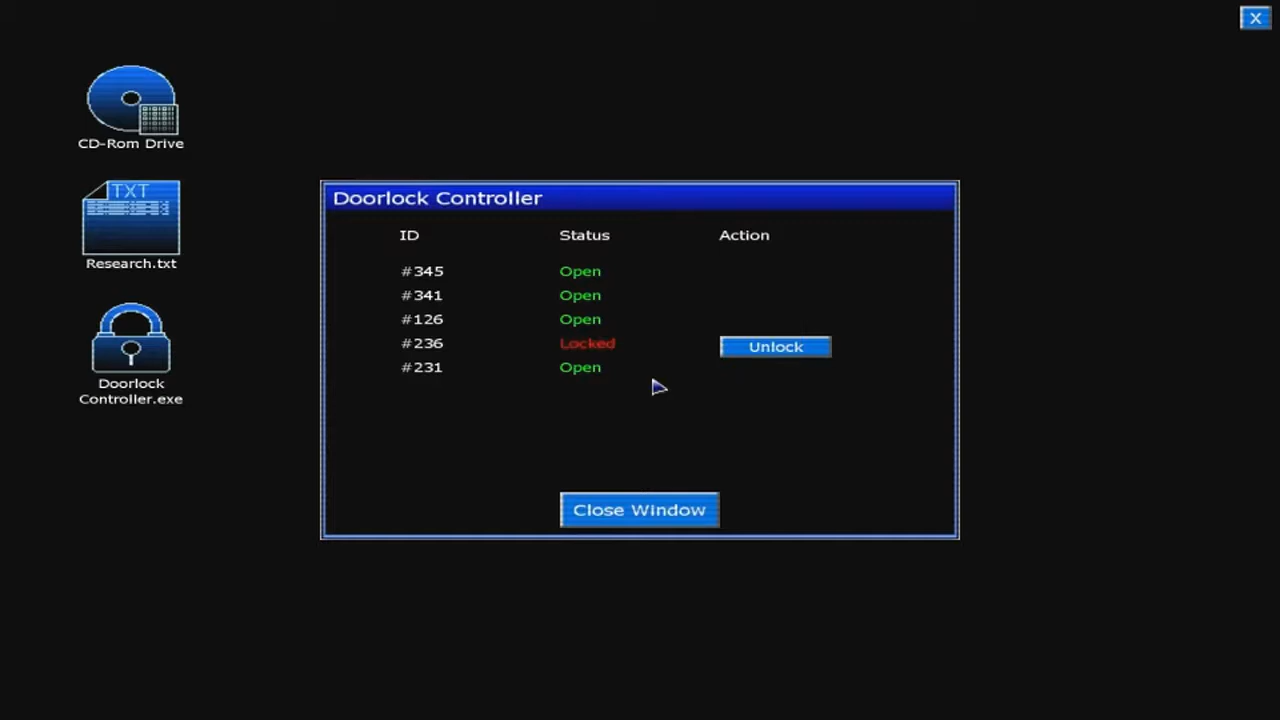 X
CD-Rom Drive
TXT
Research.txt
Doorlock
Controller.exe
Doorlock Controller
ID Status Action
#345 Open
#341 Open
#126 Open
#236 Locked Unlock
#231 Open
Close Window